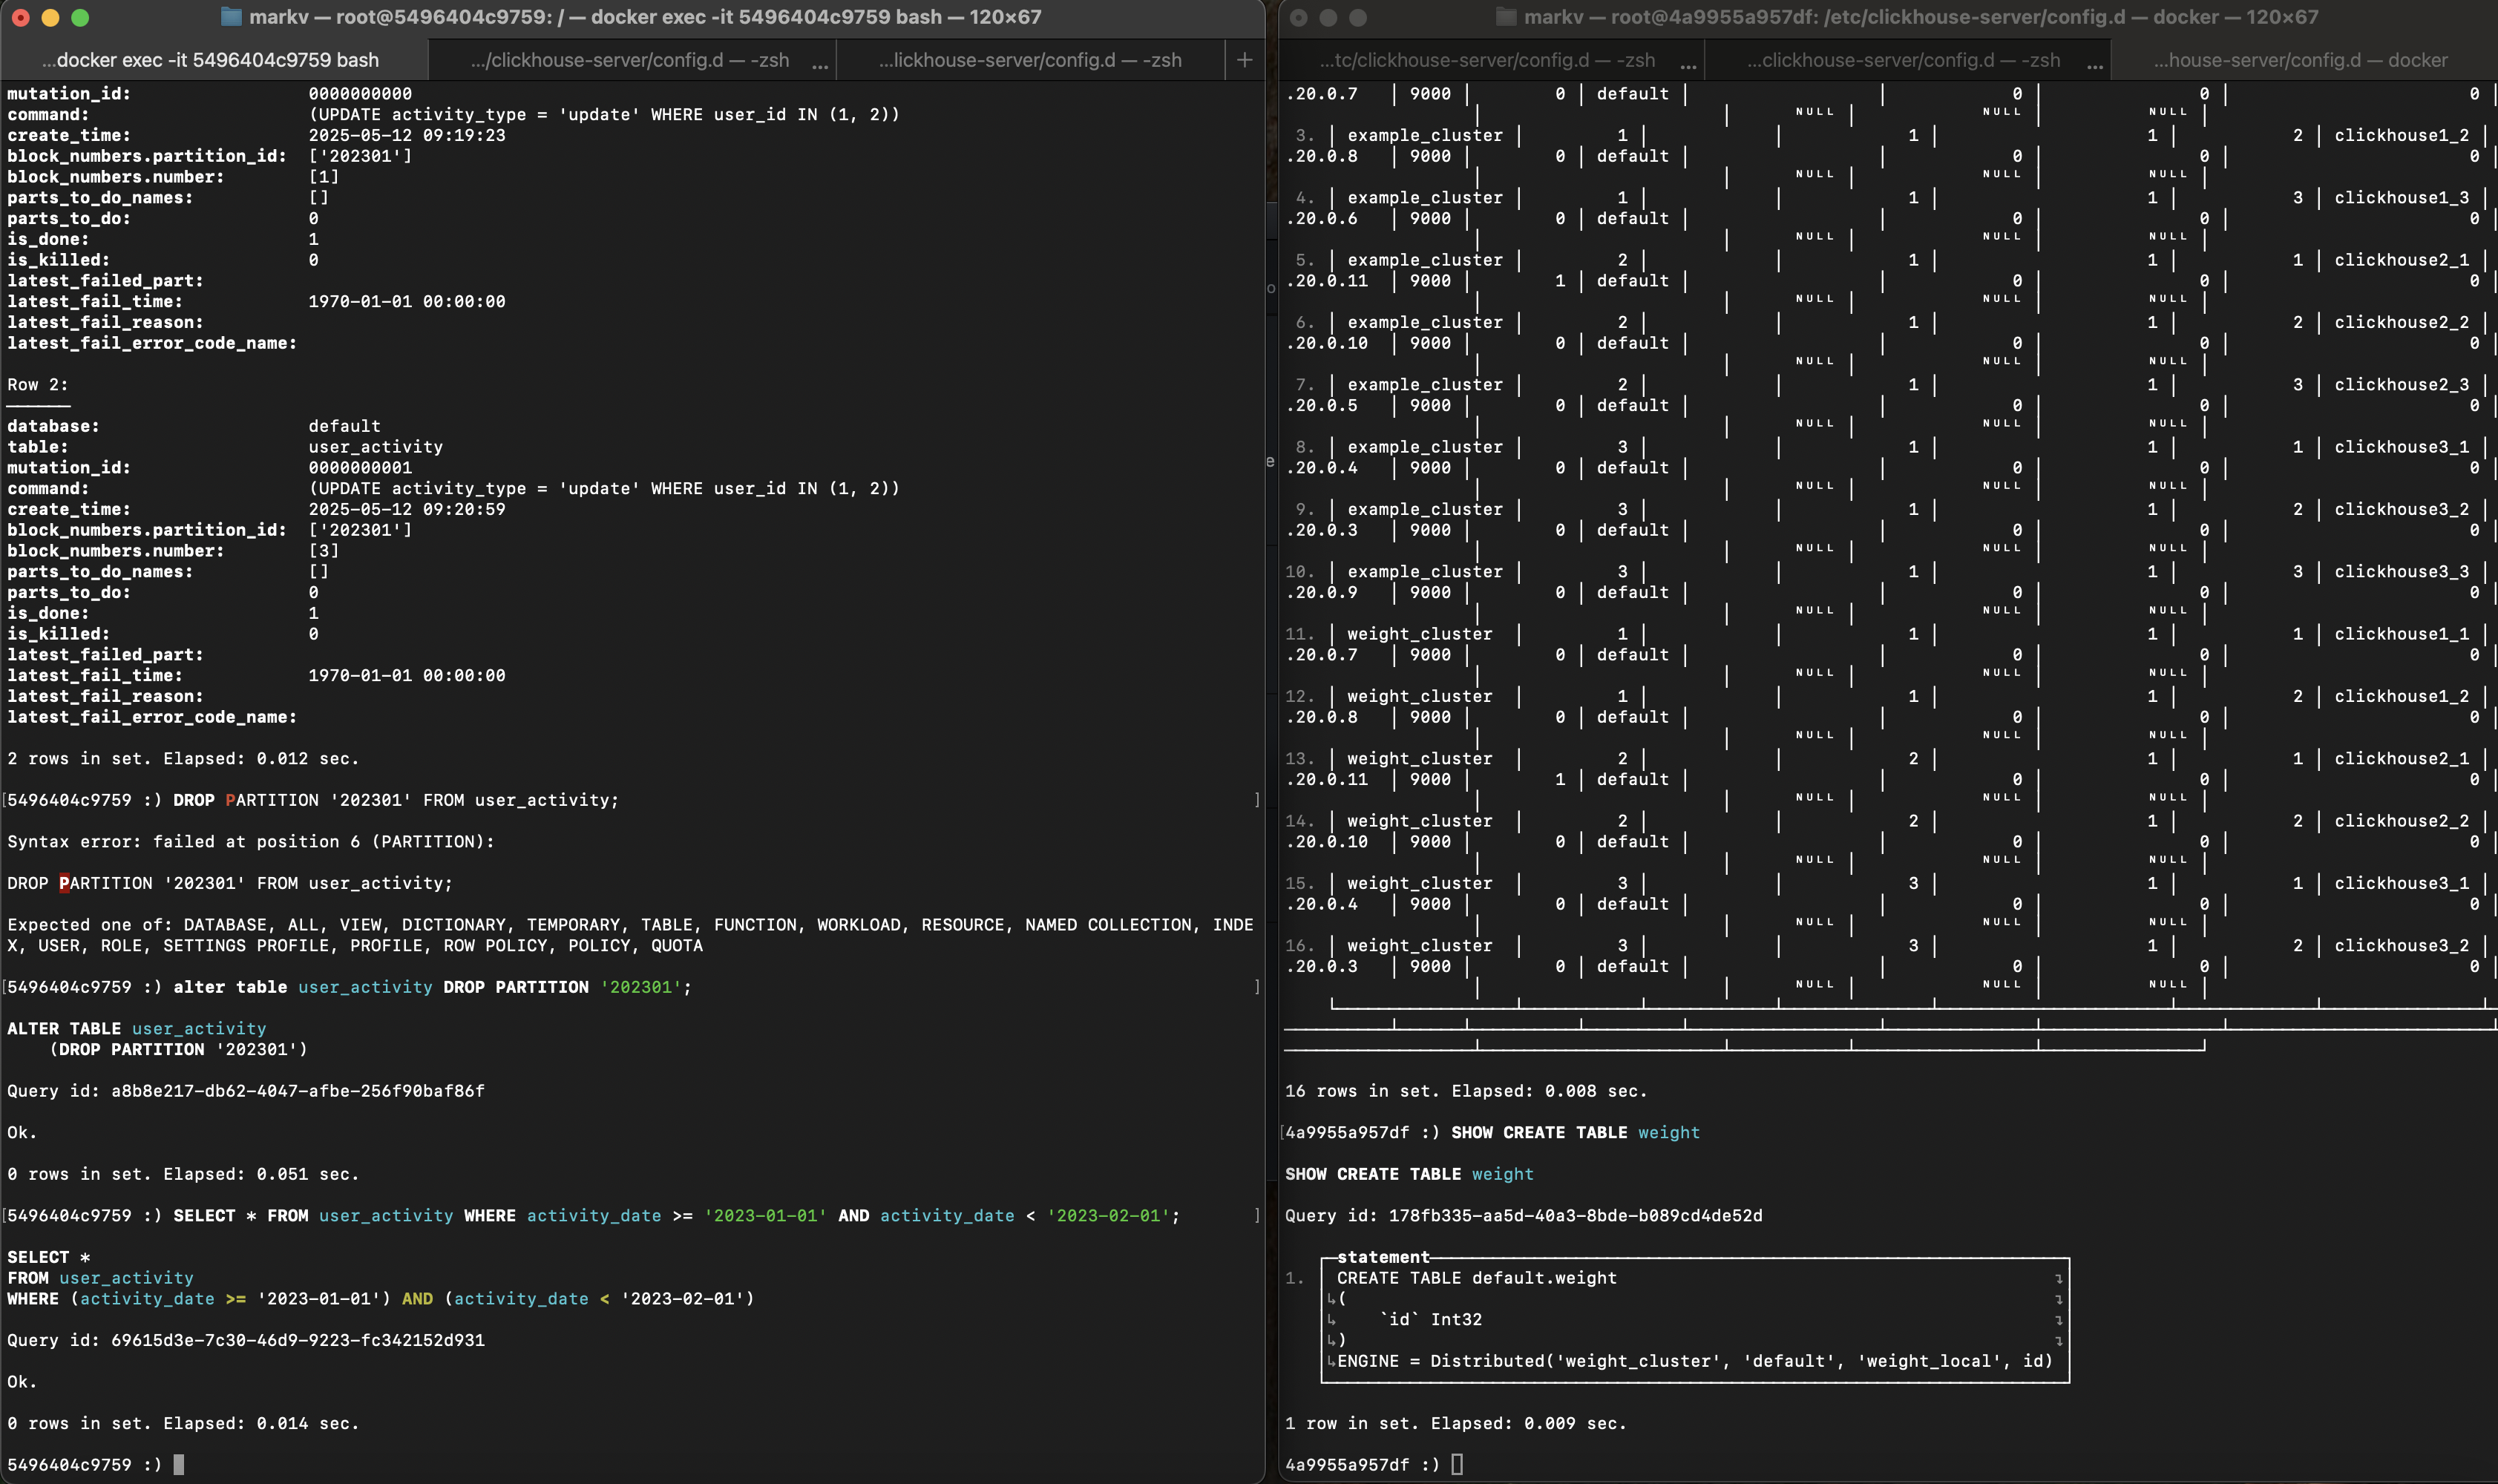 markv — root@5496404c9759: / — docker exec -it 5496404c9759 bash — 120×67
...docker exec -it 5496404c9759 bash
.../clickhouse-server/config.d — -zsh ...
...lickhouse-server/config.d — -zsh
+
mutation_id: 0000000000
command: (UPDATE activity_type = 'update' WHERE user_id IN (1, 2))
create_time: 2025-05-12 09:19:23
block_numbers.partition_id: ['202301']
block_numbers.number: [1]
parts_to_do_names: []
parts_to_do: 0
is_done: 1
is_killed: 0
latest_failed_part:
latest_fail_time: 1970-01-01 00:00:00
latest_fail_reason:
latest_fail_error_code_name:
Row 2:
──────
database: default
table: user_activity
mutation_id: 0000000001
command: (UPDATE activity_type = 'update' WHERE user_id IN (1, 2))
create_time: 2025-05-12 09:20:59
block_numbers.partition_id: ['202301']
block_numbers.number: [3]
parts_to_do_names: []
parts_to_do: 0
is_done: 1
is_killed: 0
latest_failed_part:
latest_fail_time: 1970-01-01 00:00:00
latest_fail_reason:
latest_fail_error_code_name:
2 rows in set. Elapsed: 0.012 sec.
[5496404c9759 :) DROP PARTITION '202301' FROM user_activity; ]
Syntax error: failed at position 6 (PARTITION):
DROP PARTITION '202301' FROM user_activity;
Expected one of: DATABASE, ALL, VIEW, DICTIONARY, TEMPORARY, TABLE, FUNCTION, WORKLOAD, RESOURCE, NAMED COLLECTION, INDE
X, USER, ROLE, SETTINGS PROFILE, PROFILE, ROW POLICY, POLICY, QUOTA
[5496404c9759 :) alter table user_activity DROP PARTITION '202301'; ]
ALTER TABLE user_activity
(DROP PARTITION '202301')
Query id: a8b8e217-db62-4047-afbe-256f90baf86f
Ok.
0 rows in set. Elapsed: 0.051 sec.
[5496404c9759 :) SELECT * FROM user_activity WHERE activity_date >= '2023-01-01' AND activity_date < '2023-02-01'; ]
SELECT *
FROM user_activity
WHERE (activity_date >= '2023-01-01') AND (activity_date < '2023-02-01')
Query id: 69615d3e-7c30-46d9-9223-fc342152d931
Ok.
0 rows in set. Elapsed: 0.014 sec.
5496404c9759 :)
markv — root@4a9955a957df: /etc/clickhouse-server/config.d — docker — 120×67
...tc/clickhouse-server/config.d — -zsh ...
...clickhouse-server/config.d — -zsh ...
...house-server/config.d — docker
.20.0.7 │ 9000 │ 0 │ default │ │ 0 │ 0 │ 0 │
│ │ NULL │ NULL │ NULL │
3. │ example_cluster │ 1 │ │ 1 │ 1 │ 2 │ clickhouse1_2 │
.20.0.8 │ 9000 │ 0 │ default │ │ 0 │ 0 │ 0
│ │ NULL │ NULL │ NULL │
4. │ example_cluster │ 1 │ │ 1 │ 1 │ 3 │ clickhouse1_3 │
.20.0.6 │ 9000 │ 0 │ default │ │ 0 │ 0 │ 0
│ │ NULL │ NULL │ NULL │
5. │ example_cluster │ 2 │ │ 1 │ 1 │ 1 │ clickhouse2_1 │
.20.0.11 │ 9000 │ 1 │ default │ │ 0 │ 0 │ 0
│ │ NULL │ NULL │ NULL │
6. │ example_cluster │ 2 │ │ 1 │ 1 │ 2 │ clickhouse2_2 │
.20.0.10 │ 9000 │ 0 │ default │ │ 0 │ 0 │ 0
│ │ NULL │ NULL │ NULL │
7. │ example_cluster │ 2 │ │ 1 │ 1 │ 3 │ clickhouse2_3 │
.20.0.5 │ 9000 │ 0 │ default │ │ 0 │ 0 │ 0
│ │ NULL │ NULL │ NULL │
8. │ example_cluster │ 3 │ │ 1 │ 1 │ 1 │ clickhouse3_1 │
.20.0.4 │ 9000 │ 0 │ default │ │ 0 │ 0 │ 0
│ │ NULL │ NULL │ NULL │
9. │ example_cluster │ 3 │ │ 1 │ 1 │ 2 │ clickhouse3_2 │
.20.0.3 │ 9000 │ 0 │ default │ │ 0 │ 0 │ 0
│ │ NULL │ NULL │ NULL │
10. │ example_cluster │ 3 │ │ 1 │ 1 │ 3 │ clickhouse3_3 │
.20.0.9 │ 9000 │ 0 │ default │ │ 0 │ 0 │ 0
│ │ NULL │ NULL │ NULL │
11. │ weight_cluster │ 1 │ │ 1 │ 1 │ 1 │ clickhouse1_1 │
.20.0.7 │ 9000 │ 0 │ default │ │ 0 │ 0 │ 0
│ │ NULL │ NULL │ NULL │
12. │ weight_cluster │ 1 │ │ 1 │ 1 │ 2 │ clickhouse1_2 │
.20.0.8 │ 9000 │ 0 │ default │ │ 0 │ 0 │ 0
│ │ NULL │ NULL │ NULL │
13. │ weight_cluster │ 2 │ │ 2 │ 1 │ 1 │ clickhouse2_1 │
.20.0.11 │ 9000 │ 1 │ default │ │ 0 │ 0 │ 0
│ │ NULL │ NULL │ NULL │
14. │ weight_cluster │ 2 │ │ 2 │ 1 │ 2 │ clickhouse2_2 │
.20.0.10 │ 9000 │ 0 │ default │ │ 0 │ 0 │ 0
│ │ NULL │ NULL │ NULL │
15. │ weight_cluster │ 3 │ │ 3 │ 1 │ 1 │ clickhouse3_1 │
.20.0.4 │ 9000 │ 0 │ default │ │ 0 │ 0 │ 0
│ │ NULL │ NULL │ NULL │
16. │ weight_cluster │ 3 │ │ 3 │ 1 │ 2 │ clickhouse3_2 │
.20.0.3 │ 9000 │ 0 │ default │ │ 0 │ 0 │ 0
│ │ NULL │ NULL │ NULL │
16 rows in set. Elapsed: 0.008 sec.
[4a9955a957df :) SHOW CREATE TABLE weight
SHOW CREATE TABLE weight
Query id: 178fb335-aa5d-40a3-8bde-b089cd4de52d
statement
1. │ CREATE TABLE default.weight ↴│
│↳( ↴│
│↳ `id` Int32 ↴│
│↳) ↴│
│↳ENGINE = Distributed('weight_cluster', 'default', 'weight_local', id) │
1 row in set. Elapsed: 0.009 sec.
4a9955a957df :)